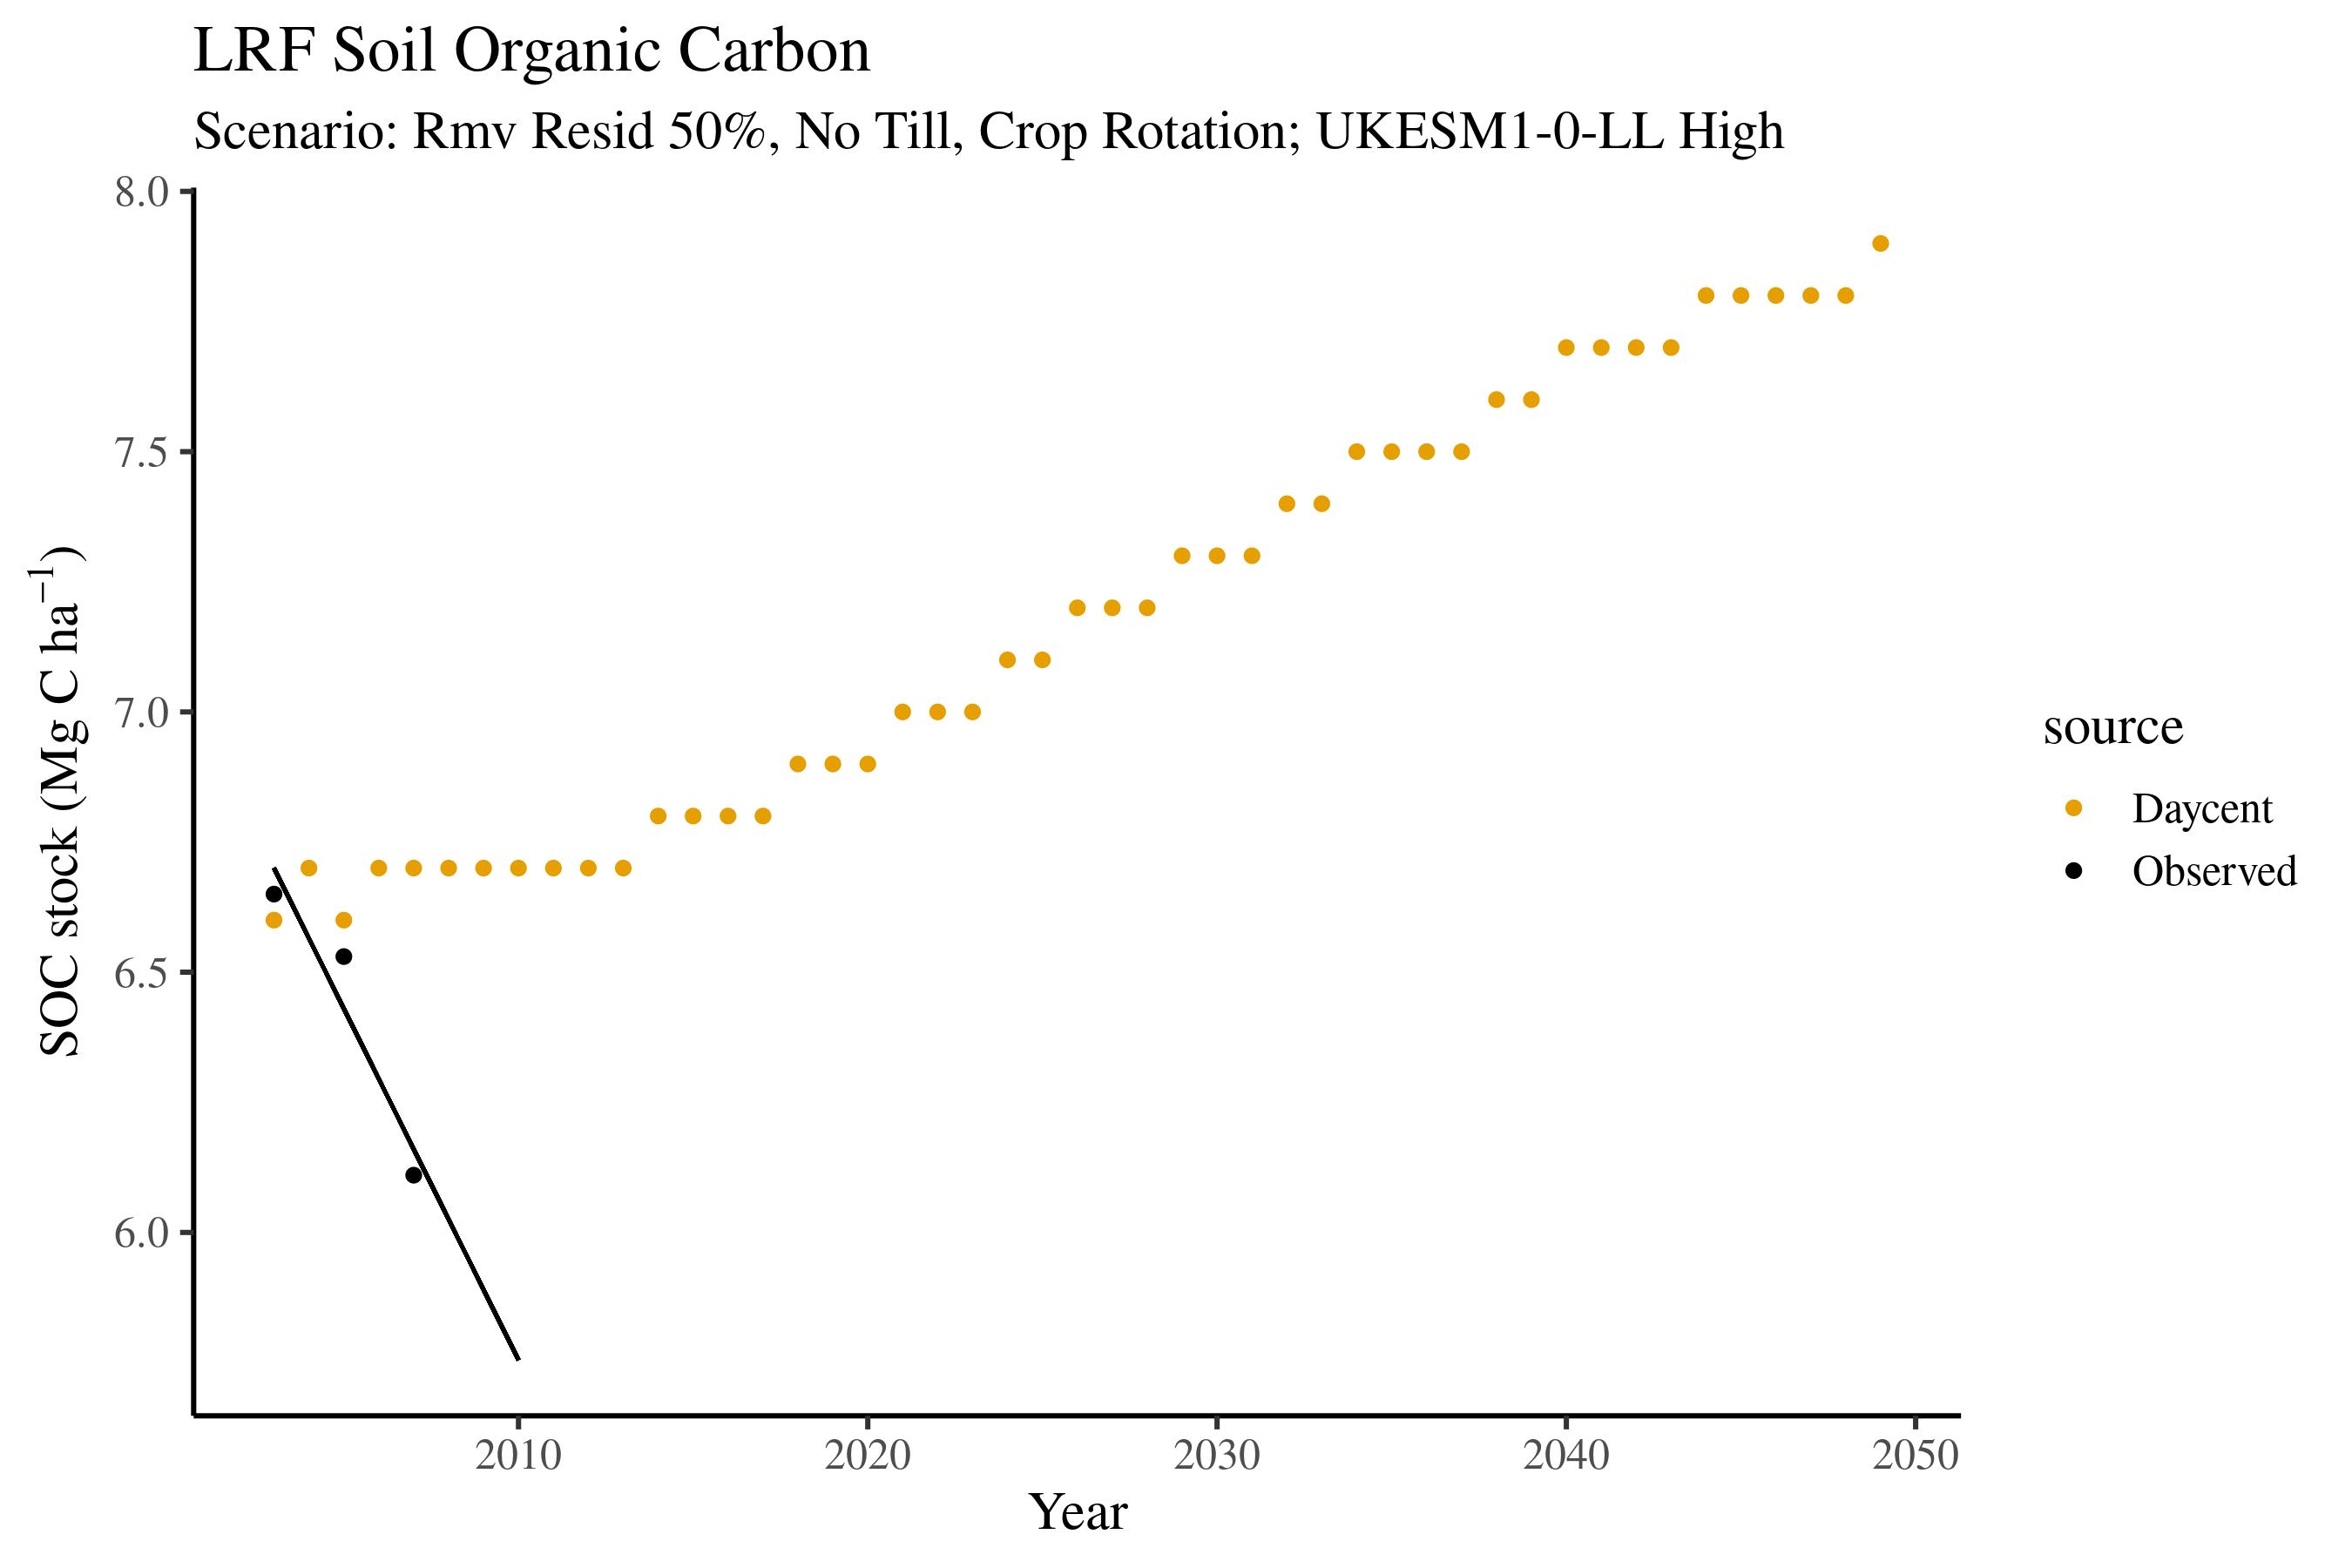 LRF Soil Organic Carbon
Scenario: Rmv Resid 50%, No Till, Crop Rotation; UKESM1-0-LL High
8.0
7.5
7.0
6.5
6.0
SOC stock (Mg C ha⁻¹)
2010
2020
2030
2040
2050
Year
source
Daycent
Observed